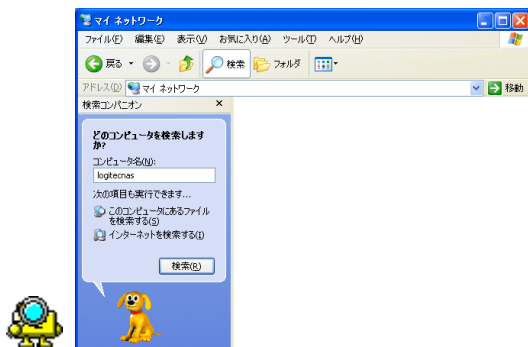 マイ ネットワーク
ファイル(F) 編集(E) 表示(V) お気に入り(A) ツール(T) ヘルプ(H)
戻る 検索 フォルダ
アドレス(D) マイ ネットワーク 移動
検索コンパニオン ×
どのコンピュータを検索します
か?
コンピュータ名(N):
logitecnas
次の項目も実行できます...
このコンピュータにあるファイル
を検索する(S)
インターネットを検索する(I)
検索(R)